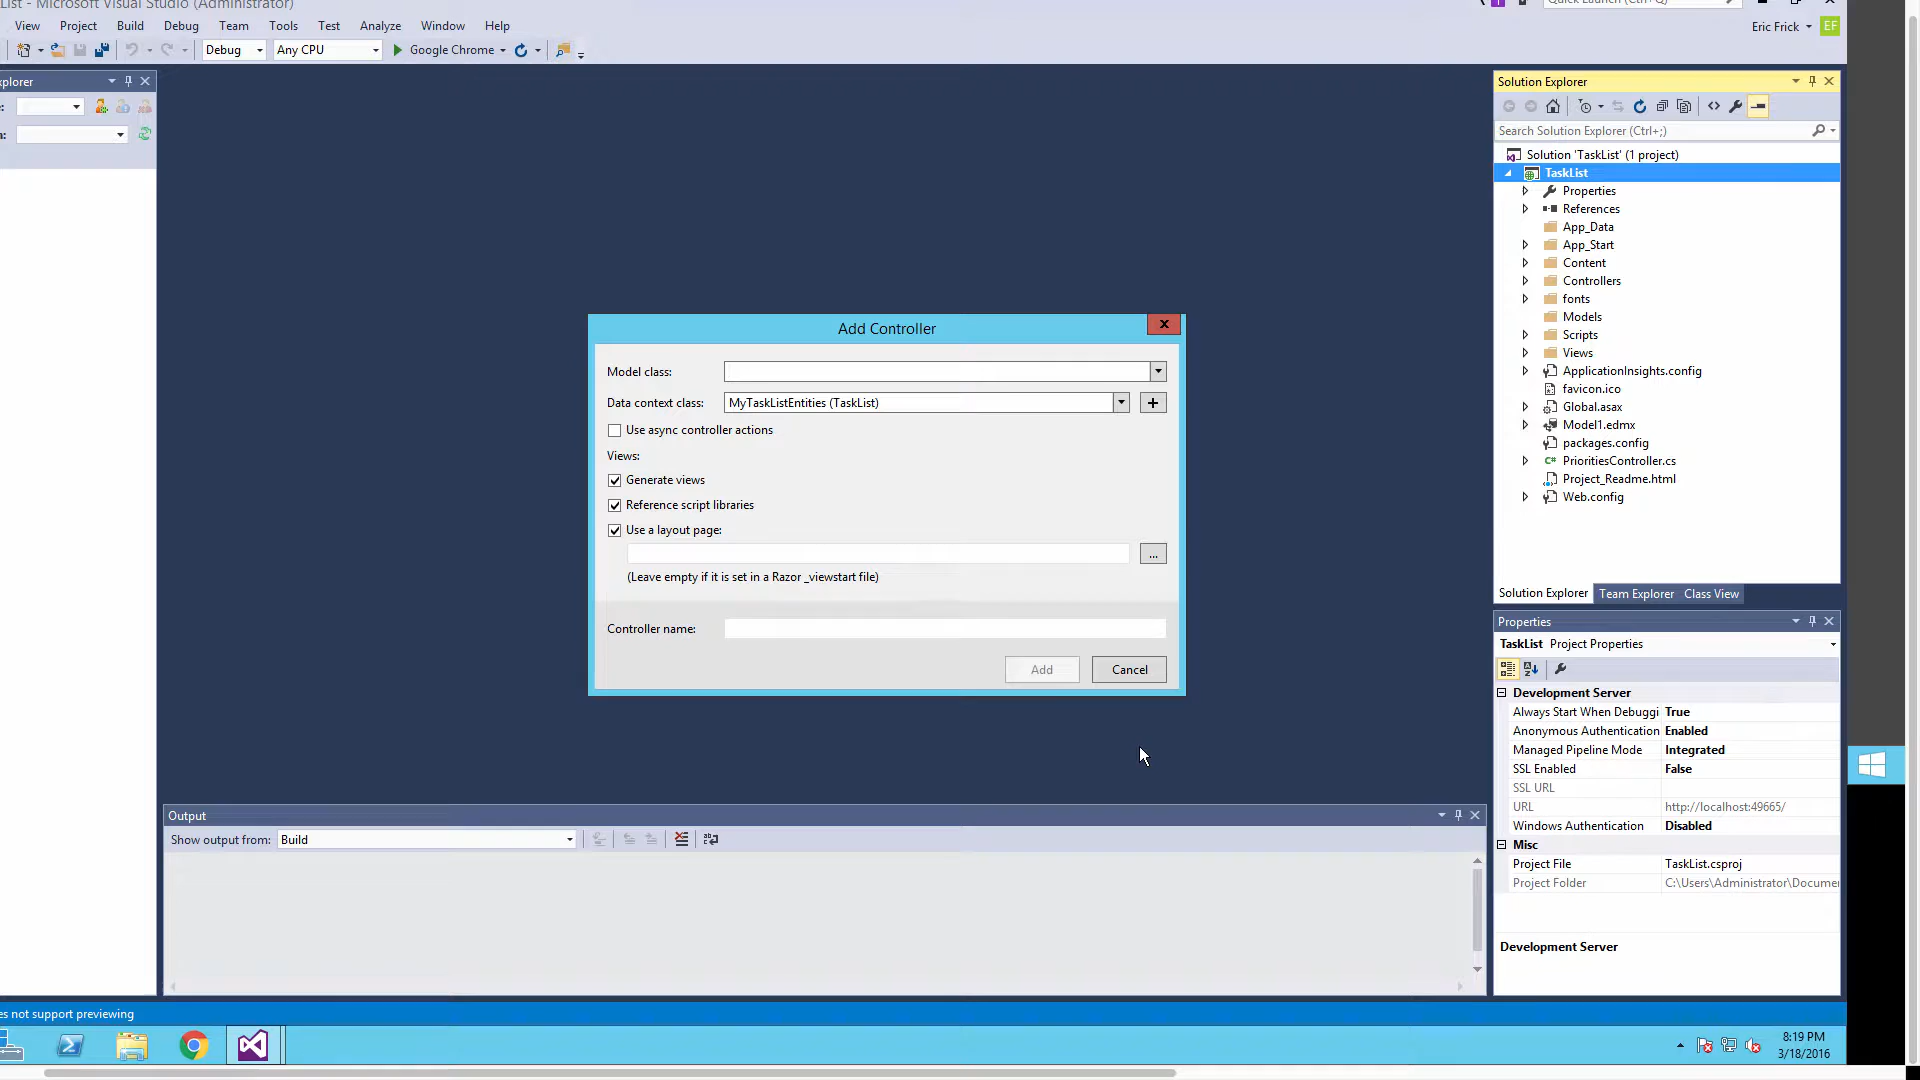 List - Microsoft Visual Studio (Administrator)
View Project Build Debug Team Tools Test Analyze Window Help
Eric Frick EF
Debug Any CPU Google Chrome
xplorer
Solution Explorer
Search Solution Explorer (Ctrl+;)
Solution 'TaskList' (1 project)
TaskList
Properties
References
App_Data
App_Start
Content
Controllers
fonts
Models
Scripts
Views
ApplicationInsights.config
favicon.ico
Global.asax
Model1.edmx
packages.config
PrioritiesController.cs
Project_Readme.html
Web.config
Solution Explorer Team Explorer Class View
Add Controller
Model class:
Data context class: MyTaskListEntities (TaskList)
Use async controller actions
Views:
Generate views
Reference script libraries
Use a layout page:
...
(Leave empty if it is set in a Razor _viewstart file)
Controller name:
Add Cancel
Properties
TaskList Project Properties
Development Server
Always Start When Debuggi True
Anonymous Authentication Enabled
Managed Pipeline Mode Integrated
SSL Enabled False
SSL URL
URL http://localhost:49665/
Windows Authentication Disabled
Misc
Project File TaskList.csproj
Project Folder C:\Users\Administrator\Docume
Development Server
Output
Show output from: Build
es not support previewing
8:19 PM
3/18/2016